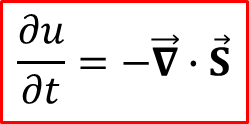 ∂u/∂t = −∇⃗ · S⃗